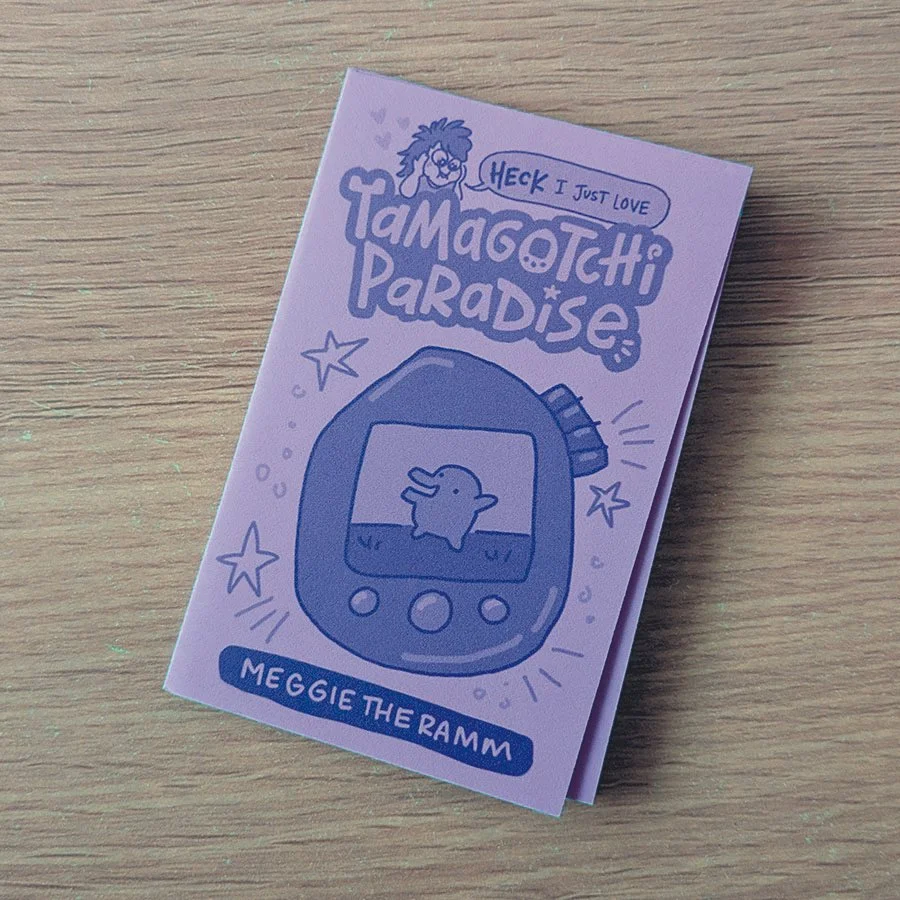 HECK I JUST LOVE
TaMaGOTCHi
PaRaDiSe
MEGGIE THE RAMM